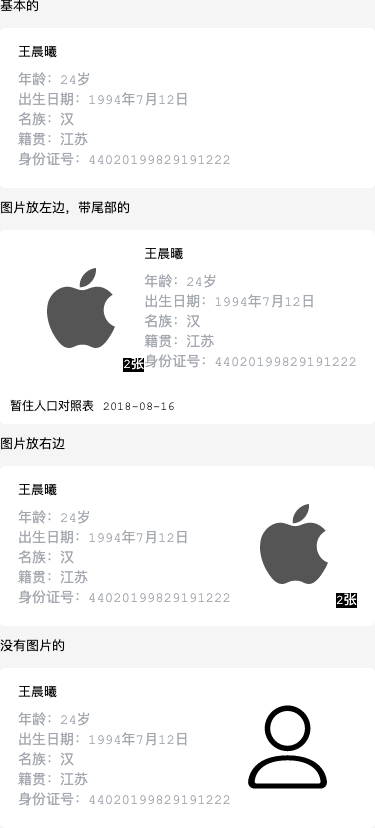 基本的
王晨曦
年龄：24岁
出生日期：1994年7月12日
名族：汉
籍贯：江苏
身份证号：44020199829191222
图片放左边，带尾部的
王晨曦
年龄：24岁
出生日期：1994年7月12日
名族：汉
籍贯：江苏
2张身份证号：44020199829191222
暂住人口对照表 2018-08-16
图片放右边
王晨曦
年龄：24岁
出生日期：1994年7月12日
名族：汉
籍贯：江苏
身份证号：44020199829191222
2张
没有图片的
王晨曦
年龄：24岁
出生日期：1994年7月12日
名族：汉
籍贯：江苏
身份证号：44020199829191222